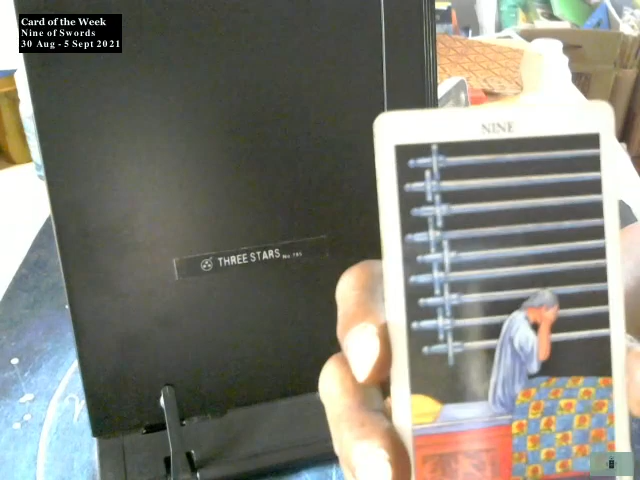 Card of the Week
Nine of Swords
30 Aug - 5 Sept 2021
THREE STARS
NINE